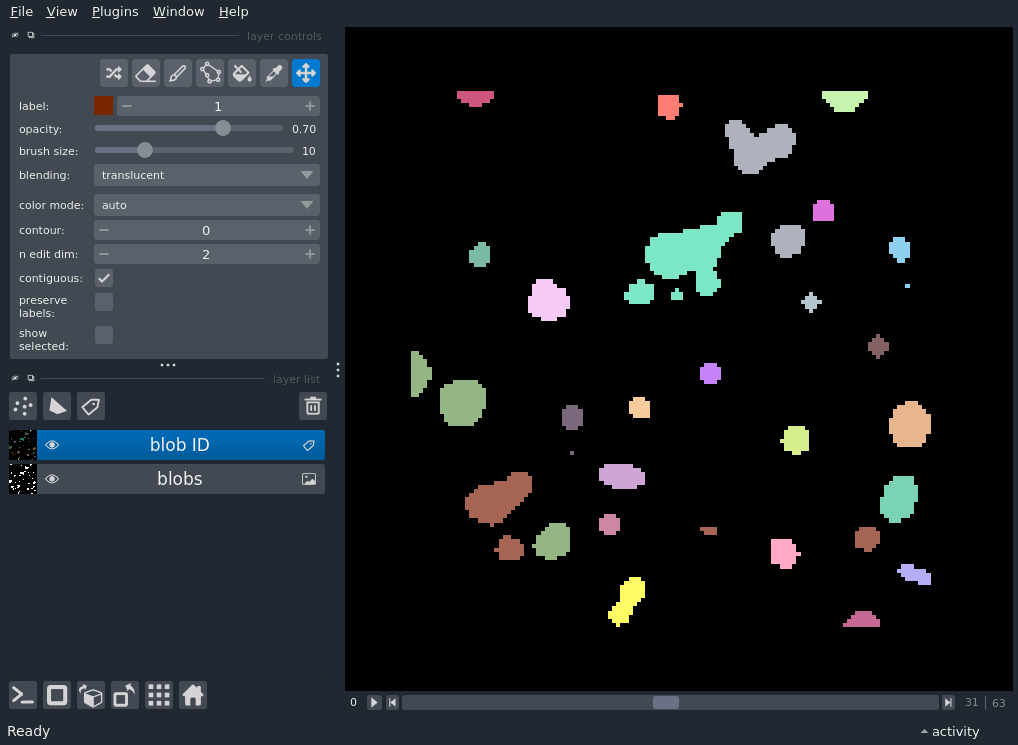 File View Plugins Window Help
layer controls
label: 1
opacity: 0.70
brush size: 10
blending: translucent
color mode: auto
contour: 0
n edit dim: 2
contiguous:
preserve
labels:
show
selected:
layer list
blob ID
blobs
0 31 | 63
Ready activity